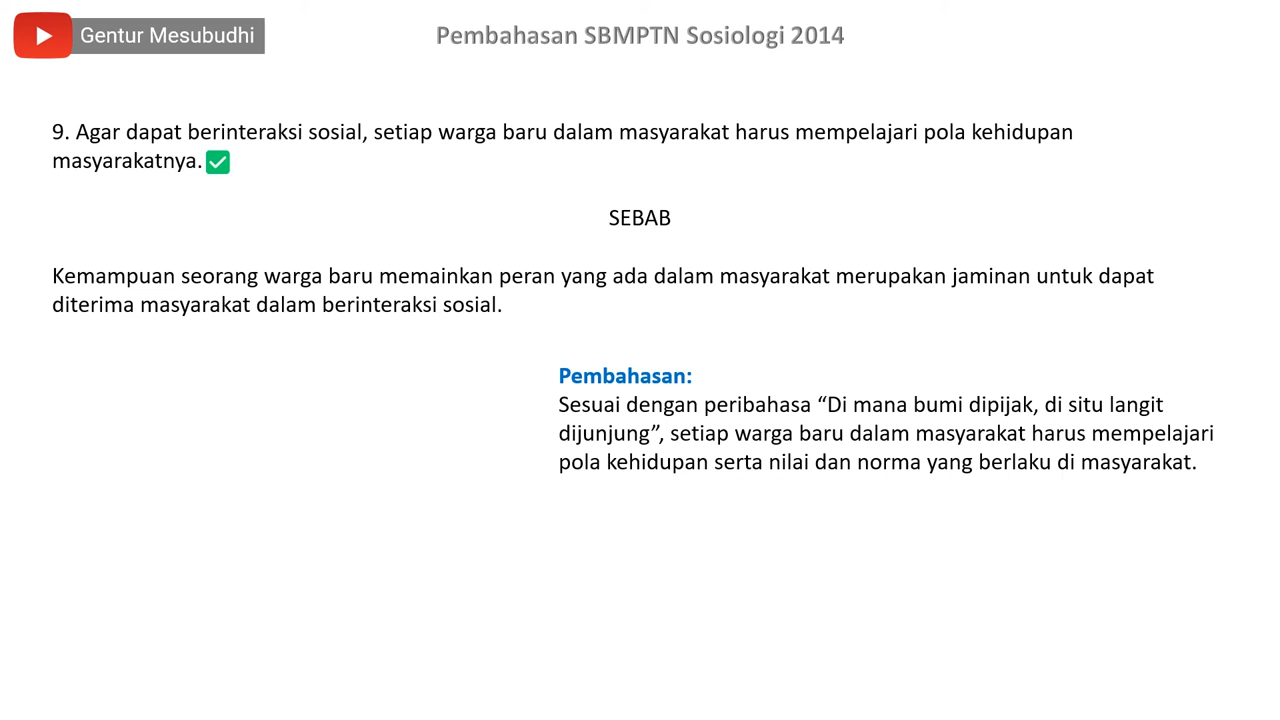 Gentur Mesubudhi
Pembahasan SBMPTN Sosiologi 2014
9. Agar dapat berinteraksi sosial, setiap warga baru dalam masyarakat harus mempelajari pola kehidupan
masyarakatnya.
SEBAB
Kemampuan seorang warga baru memainkan peran yang ada dalam masyarakat merupakan jaminan untuk dapat
diterima masyarakat dalam berinteraksi sosial.
Pembahasan:
Sesuai dengan peribahasa “Di mana bumi dipijak, di situ langit
dijunjung”, setiap warga baru dalam masyarakat harus mempelajari
pola kehidupan serta nilai dan norma yang berlaku di masyarakat.